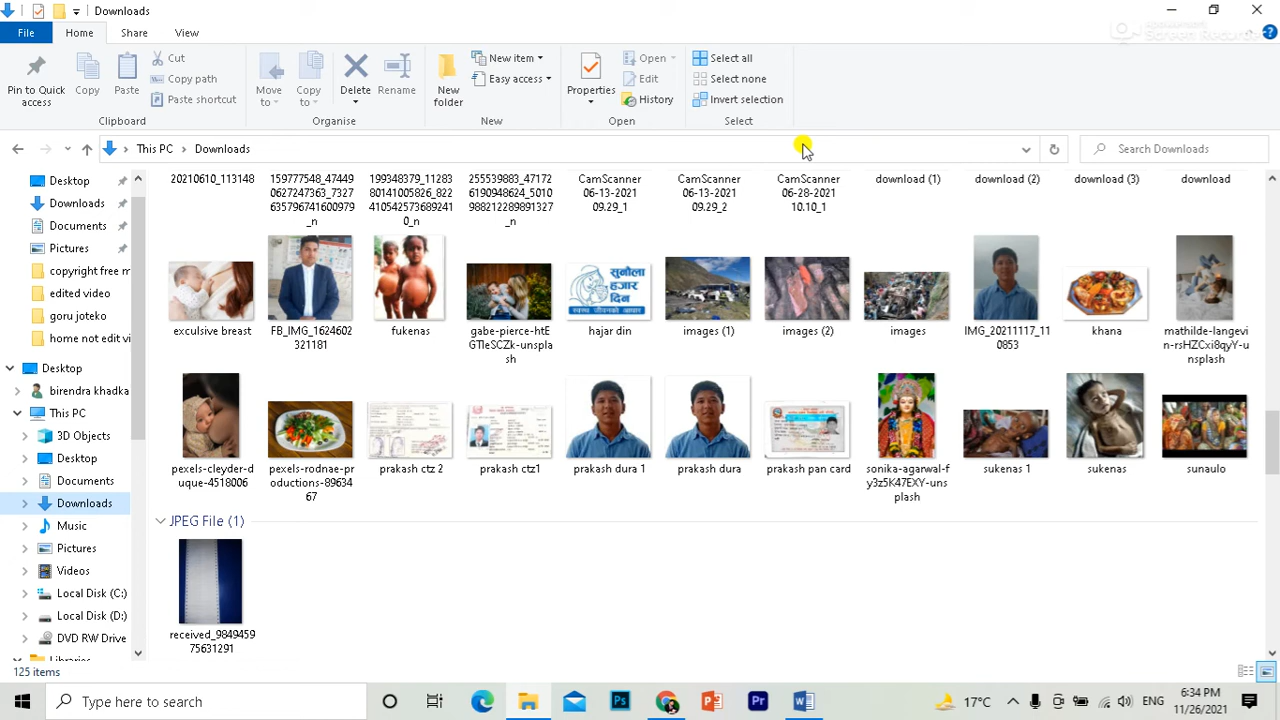 Downloads
File
Home
Share
View
Pin to Quick
access
Copy
Paste
Cut
Copy path
Paste shortcut
Clipboard
Move
to
Copy
to
Delete
Rename
Organise
New
folder
New item
Easy access
New
Properties
Open
Edit
History
Open
Select all
Select none
Invert selection
Select
This PC > Downloads
Search Downloads
Desktop
Downloads
Documents
Pictures
copyright free m
edited video
goru joteko
home not edit vi
Desktop
birendra khadka
This PC
3D Objects
Desktop
Documents
Downloads
Music
Pictures
Videos
Local Disk (C:)
Local Disk (D:)
DVD RW Drive
Libraries
20210610_113148
159777548_47449
0627247363_7327
635796741600979
_n
199348379_11283
80141005826_822
410542573689241
0_n
255539883_47172
6190948624_5010
988212289891327
_n
CamScanner
06-13-2021
09.29_1
CamScanner
06-13-2021
09.29_2
CamScanner
06-28-2021
10.10_1
download (1)
download (2)
download (3)
download
exculsive breast
FB_IMG_1624602
321181
fukenas
gabe-pierce-htE
GTIeSCZk-unspla
sh
सुनौला
हजार
दिन
hajar din
images (1)
images (2)
images
IMG_20211117_11
0853
khana
mathilde-langevi
n-rsHZCxi8qyY-u
nsplash
pexels-cleyder-d
uque-4518006
pexels-rodnae-pr
oductions-89634
67
prakash ctz 2
prakash ctz1
prakash dura 1
prakash dura
prakash pan card
sonika-agarwal-f
y3z5K47EXY-uns
plash
sukenas 1
sukenas
sunaulo
JPEG File (1)
received_9849459
75631291
125 items
Type here to search
17°C
ENG
6:34 PM
11/26/2021